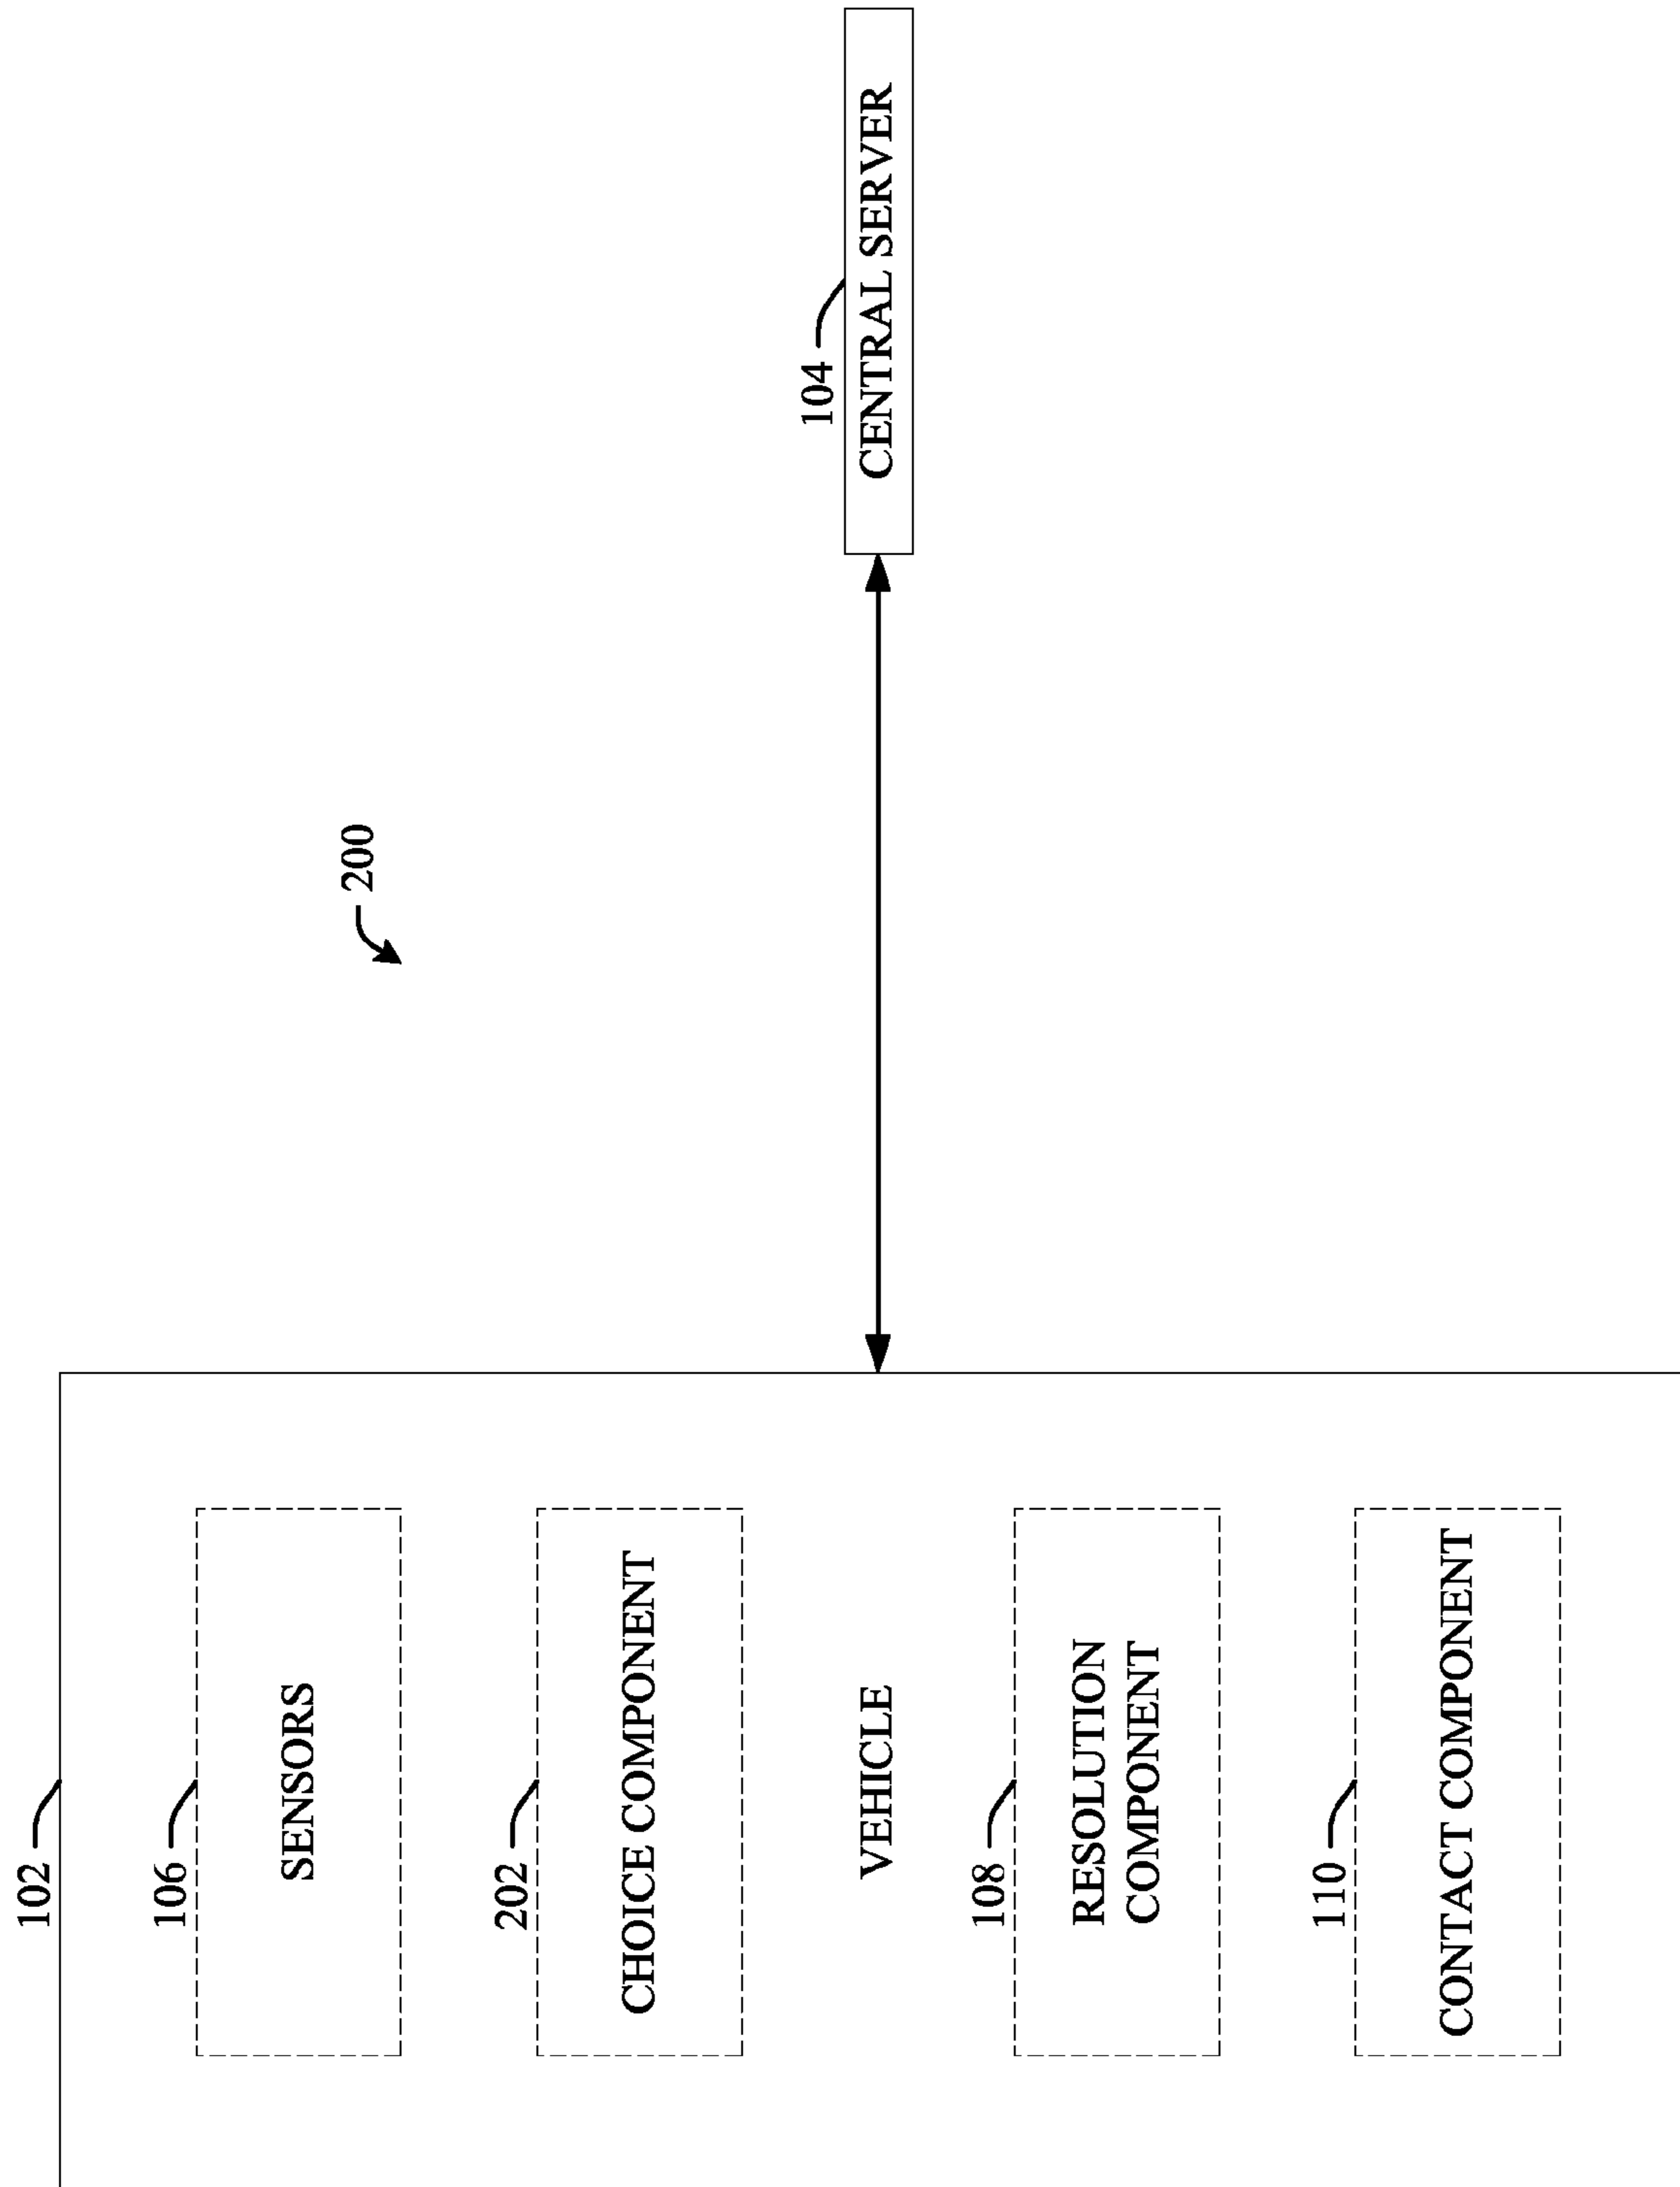 200
102
106
SENSORS
202
CHOICE COMPONENT
VEHICLE
108
RESOLUTION
COMPONENT
110
CONTACT COMPONENT
104
CENTRAL SERVER